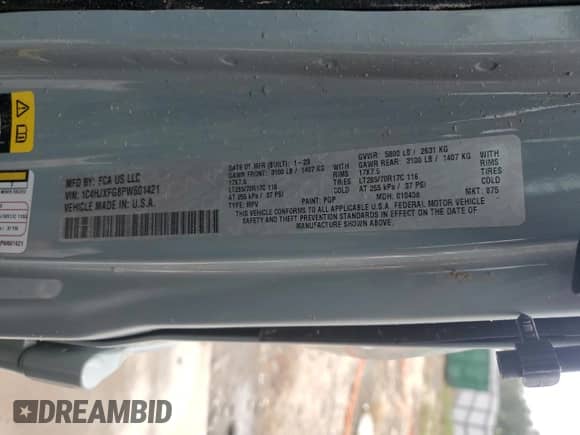 MFD BY: FCA US LLC
VIN: 1C4HJXFG8PW601421
VEHICLE MADE IN U.S.A.
DATE OF MFR (BUILT): 1-23
GAWR FRONT: 3100 LB / 1407 KG
WITH
17X7.5 RIMS
LT285/70R17C 116
COLD
AT 255 kPa / 37 PSI
TYPE: MPV
GVWR: 5800 LB / 2631 KG
GAWR REAR: 3100 LB / 1407 KG
WITH
17X7.5 RIMS
LT285/70R17C 116
COLD
AT 255 kPa / 37 PSI
PAINT: PGP
MDH: 010438
MKT: 875
THIS VEHICLE CONFORMS TO ALL APPLICABLE U.S.A. FEDERAL MOTOR VEHICLE
SAFETY AND THEFT PREVENTION STANDARDS IN EFFECT ON THE DATE OF
MANUFACTURE SHOWN ABOVE.
DREAMBID